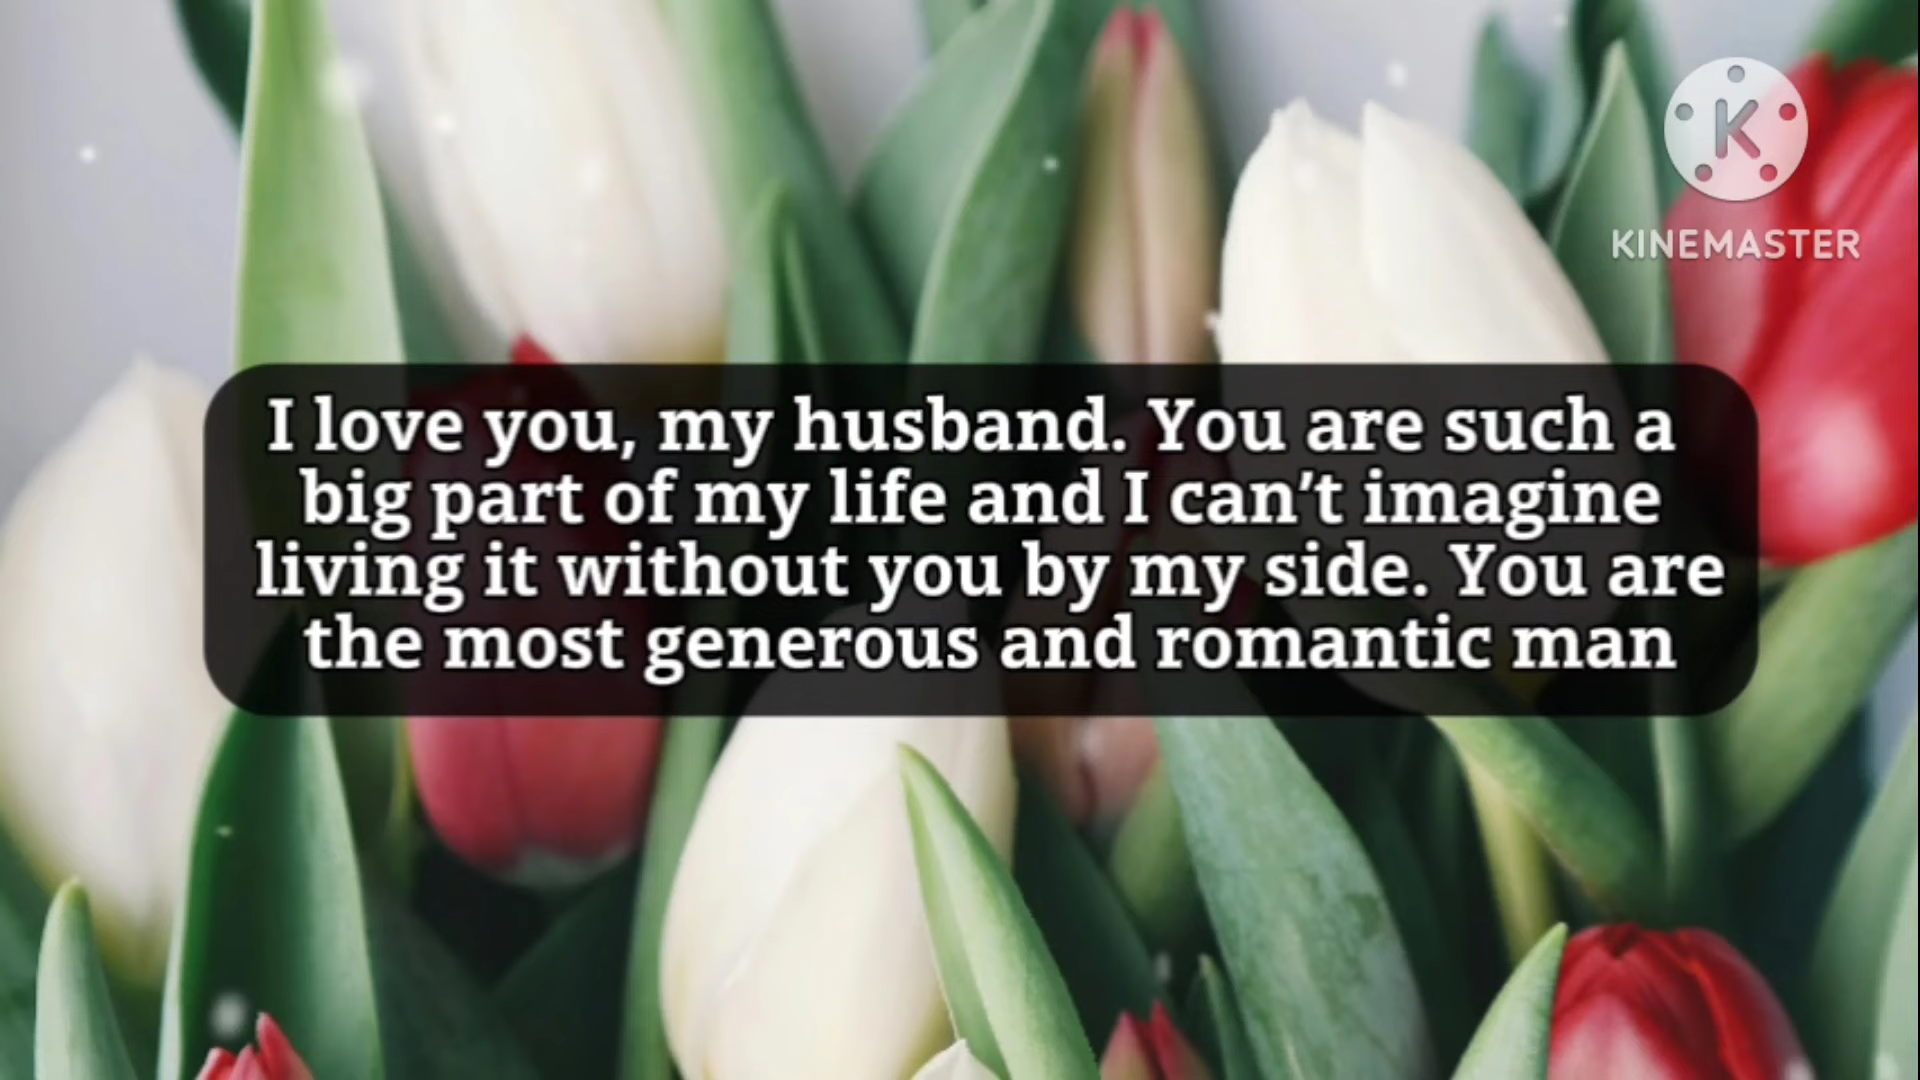 K
KINEMASTER
I love you, my husband. You are such a
big part of my life and I can’t imagine
living it without you by my side. You are
the most generous and romantic man